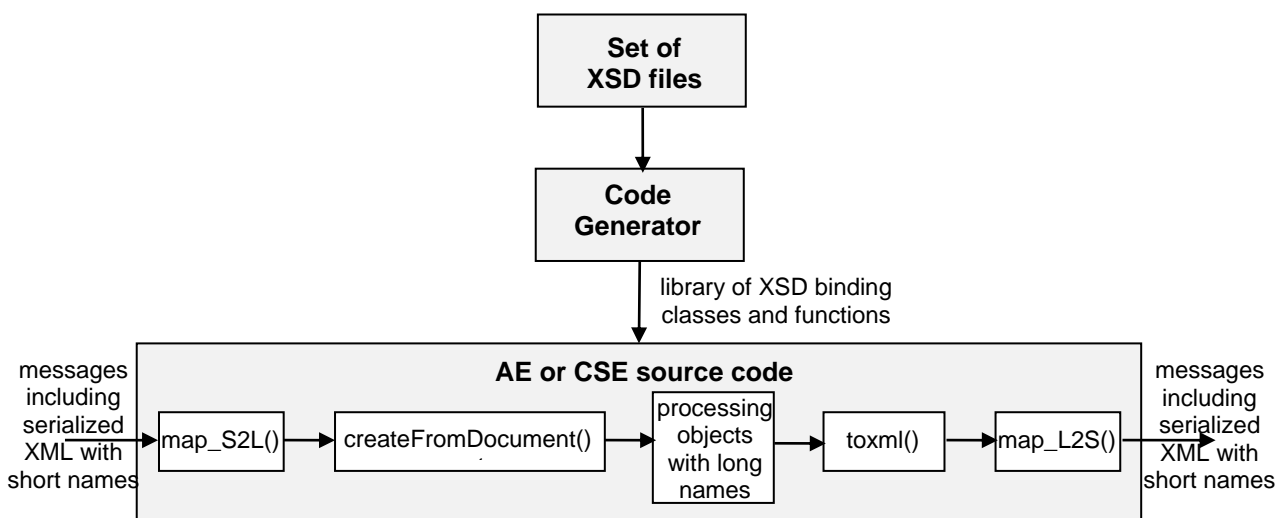 Set of
XSD files
Code
Generator
library of XSD binding
classes and functions
AE or CSE source code
messages
including
serialized
XML with
short names
map_S2L()
createFromDocument()
processing
objects
with long
names
toxml()
map_L2S()
messages
including
serialized
XML with
short names